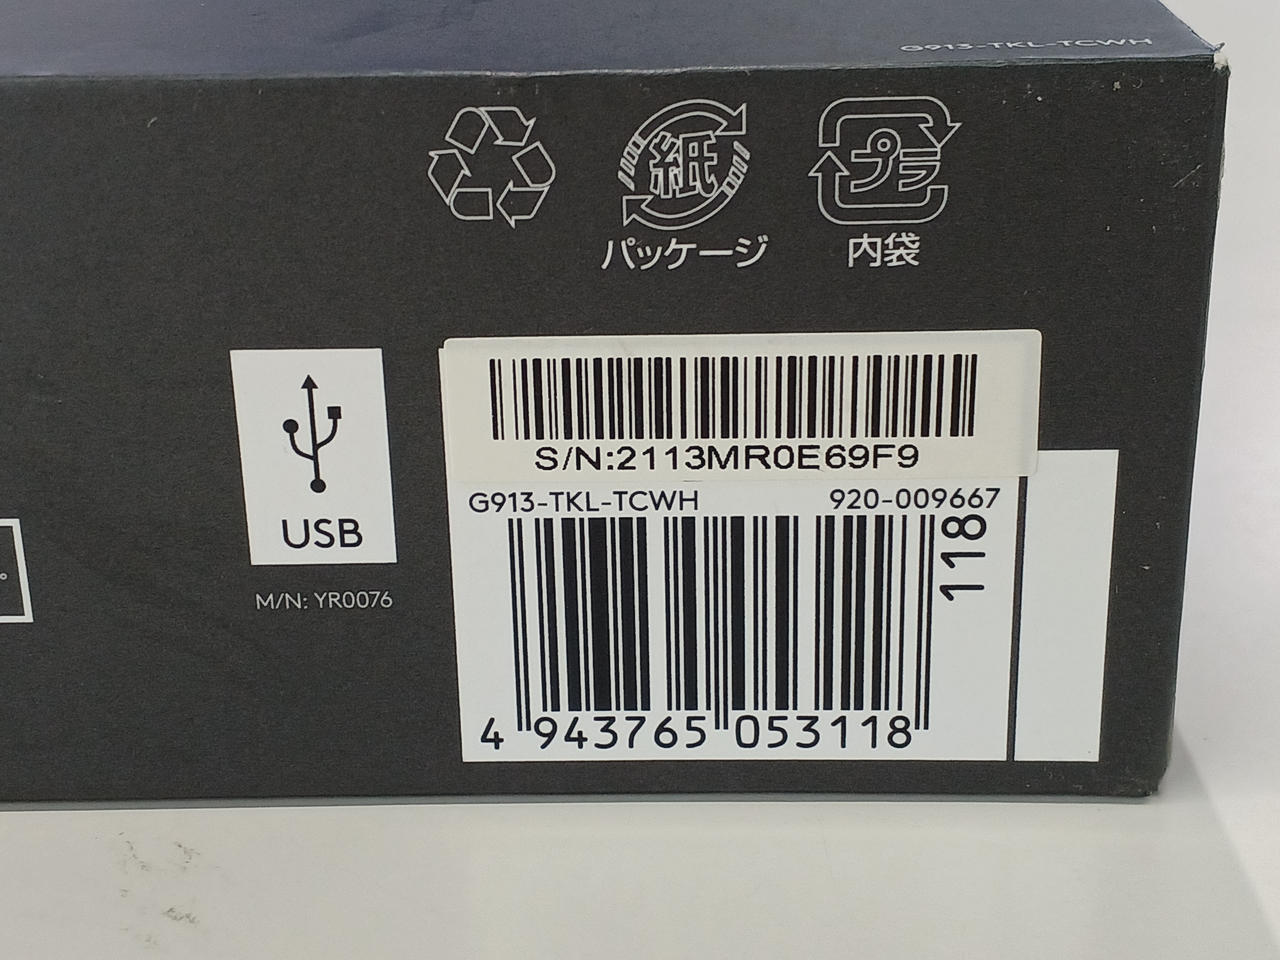 G913-TKL-TCWH
紙
プラ
パッケージ
内袋
S/N:2113MR0E69F9
G913-TKL-TCWH 920-009667
118
USB
M/N: YR0076
4 943765 053118